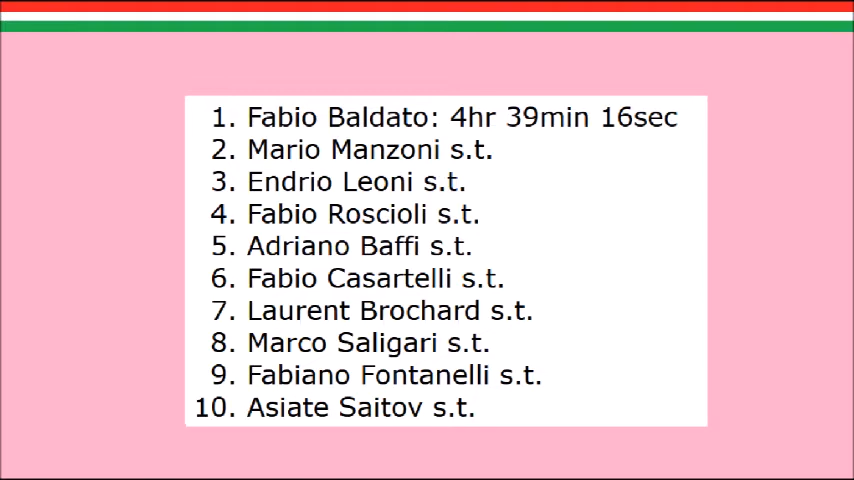 1. Fabio Baldato: 4hr 39min 16sec
2. Mario Manzoni s.t.
3. Endrio Leoni s.t.
4. Fabio Roscioli s.t.
5. Adriano Baffi s.t.
6. Fabio Casartelli s.t.
7. Laurent Brochard s.t.
8. Marco Saligari s.t.
9. Fabiano Fontanelli s.t.
10. Asiate Saitov s.t.